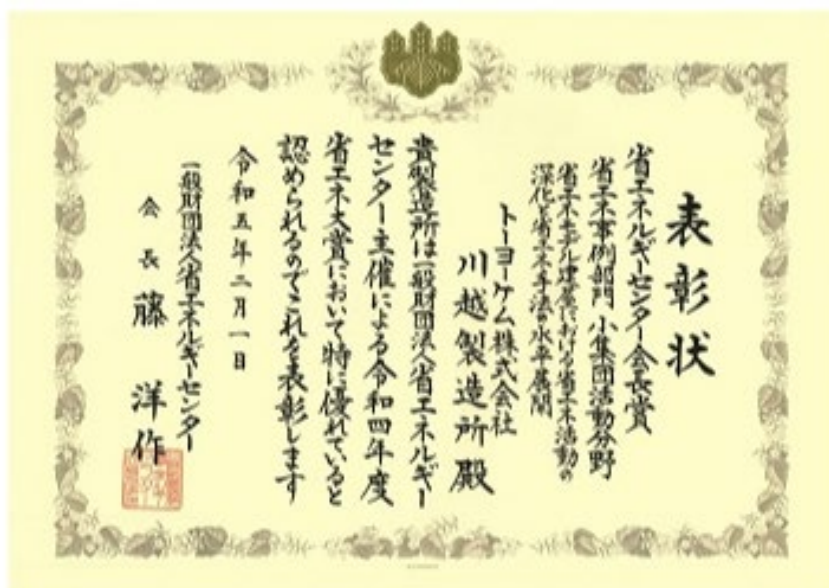 表彰状
省エネルギーセンター会長賞
省エネ事例部門 小集団活動分野
省エネモデル建屋における省エネ活動の
深化と省エネ手法の水平展開
トーヨーケム株式会社
川越製造所殿
貴製造所は一般財団法人省エネルギー
センター主催による令和四年度
省エネ大賞において特に優れていると
認められるのでこれを表彰します
令和五年二月一日
一般財団法人省エネルギーセンター
会長 藤 洋作